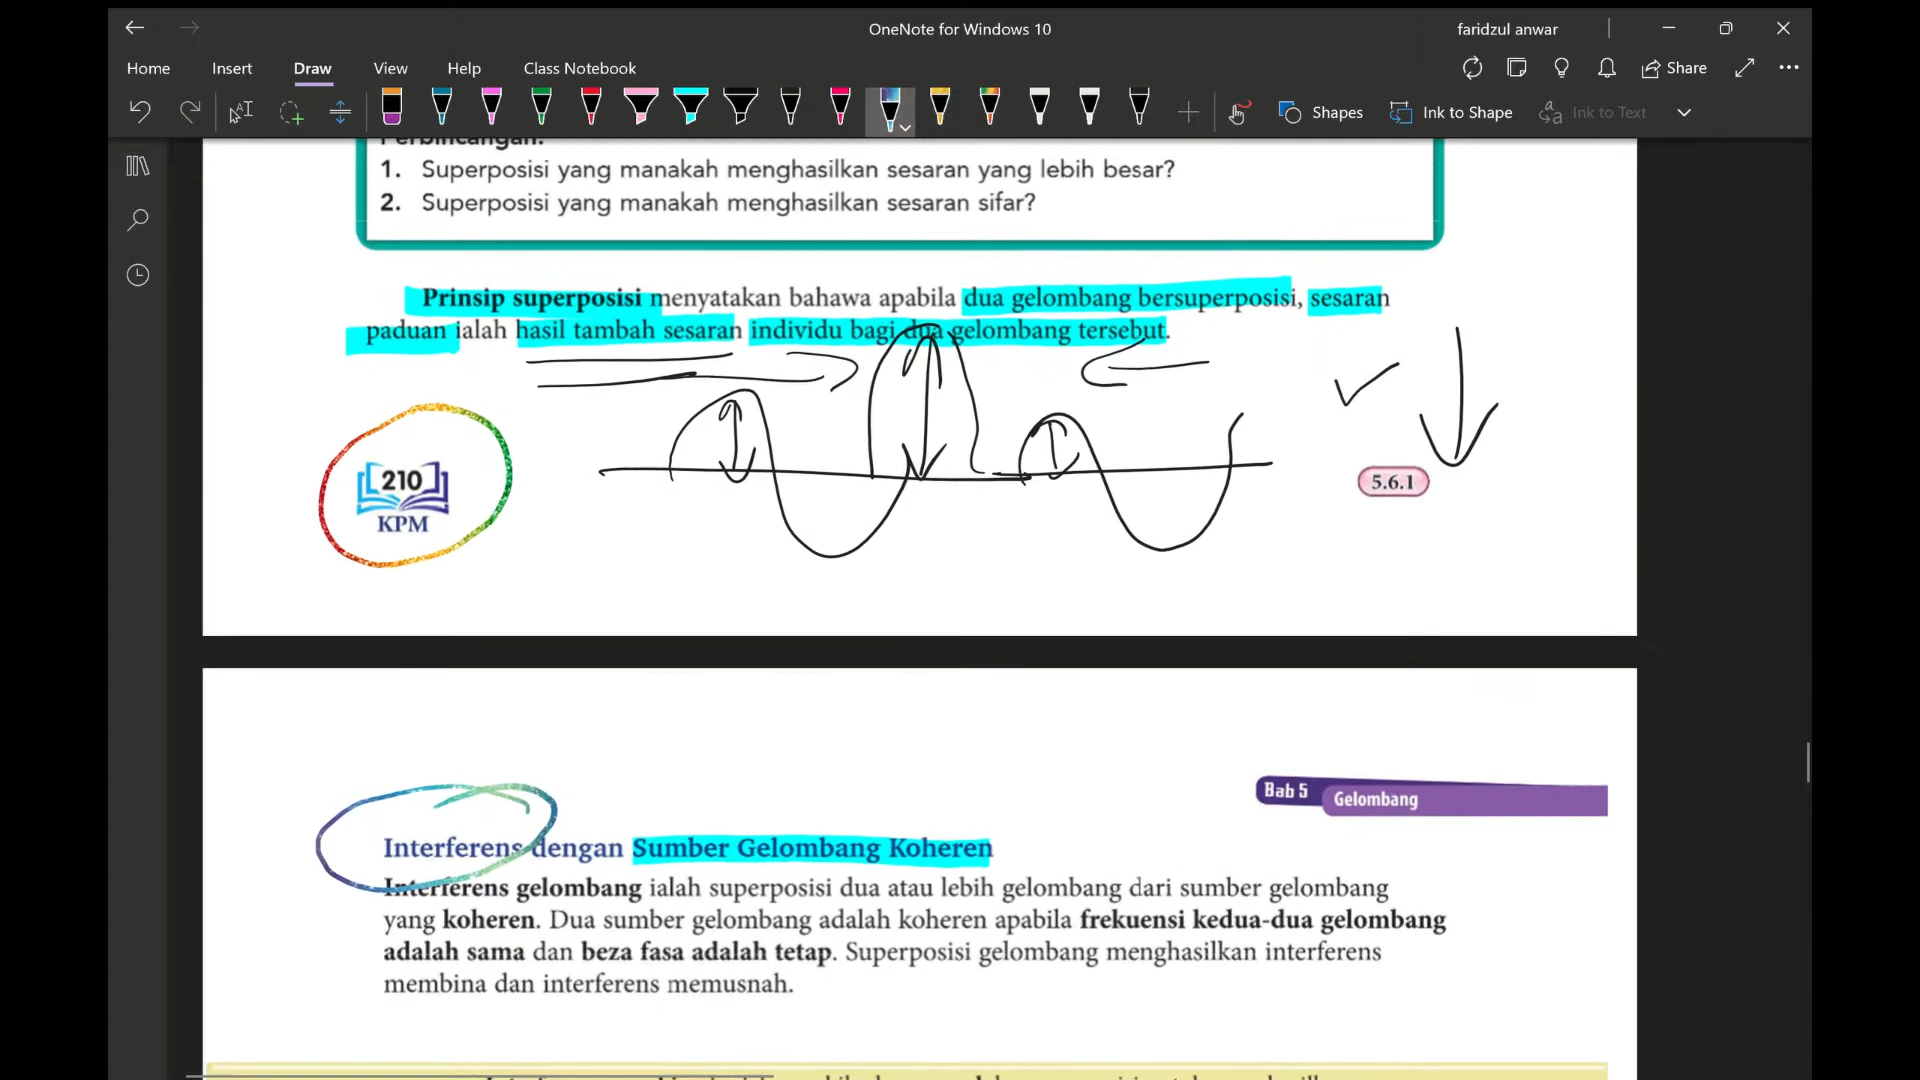 OneNote for Windows 10
faridzul anwar
Home Insert Draw View Help Class Notebook
Share
Shapes Ink to Shape Ink to Text
Perbincangan:
1. Superposisi yang manakah menghasilkan sesaran yang lebih besar?
2. Superposisi yang manakah menghasilkan sesaran sifar?
Prinsip superposisi menyatakan bahawa apabila dua gelombang bersuperposisi, sesaran
paduan ialah hasil tambah sesaran individu bagi dua gelombang tersebut.
210
KPM
5.6.1
Bab 5 Gelombang
Interferens dengan Sumber Gelombang Koheren
Interferens gelombang ialah superposisi dua atau lebih gelombang dari sumber gelombang
yang koheren. Dua sumber gelombang adalah koheren apabila frekuensi kedua-dua gelombang
adalah sama dan beza fasa adalah tetap. Superposisi gelombang menghasilkan interferens
membina dan interferens memusnah.